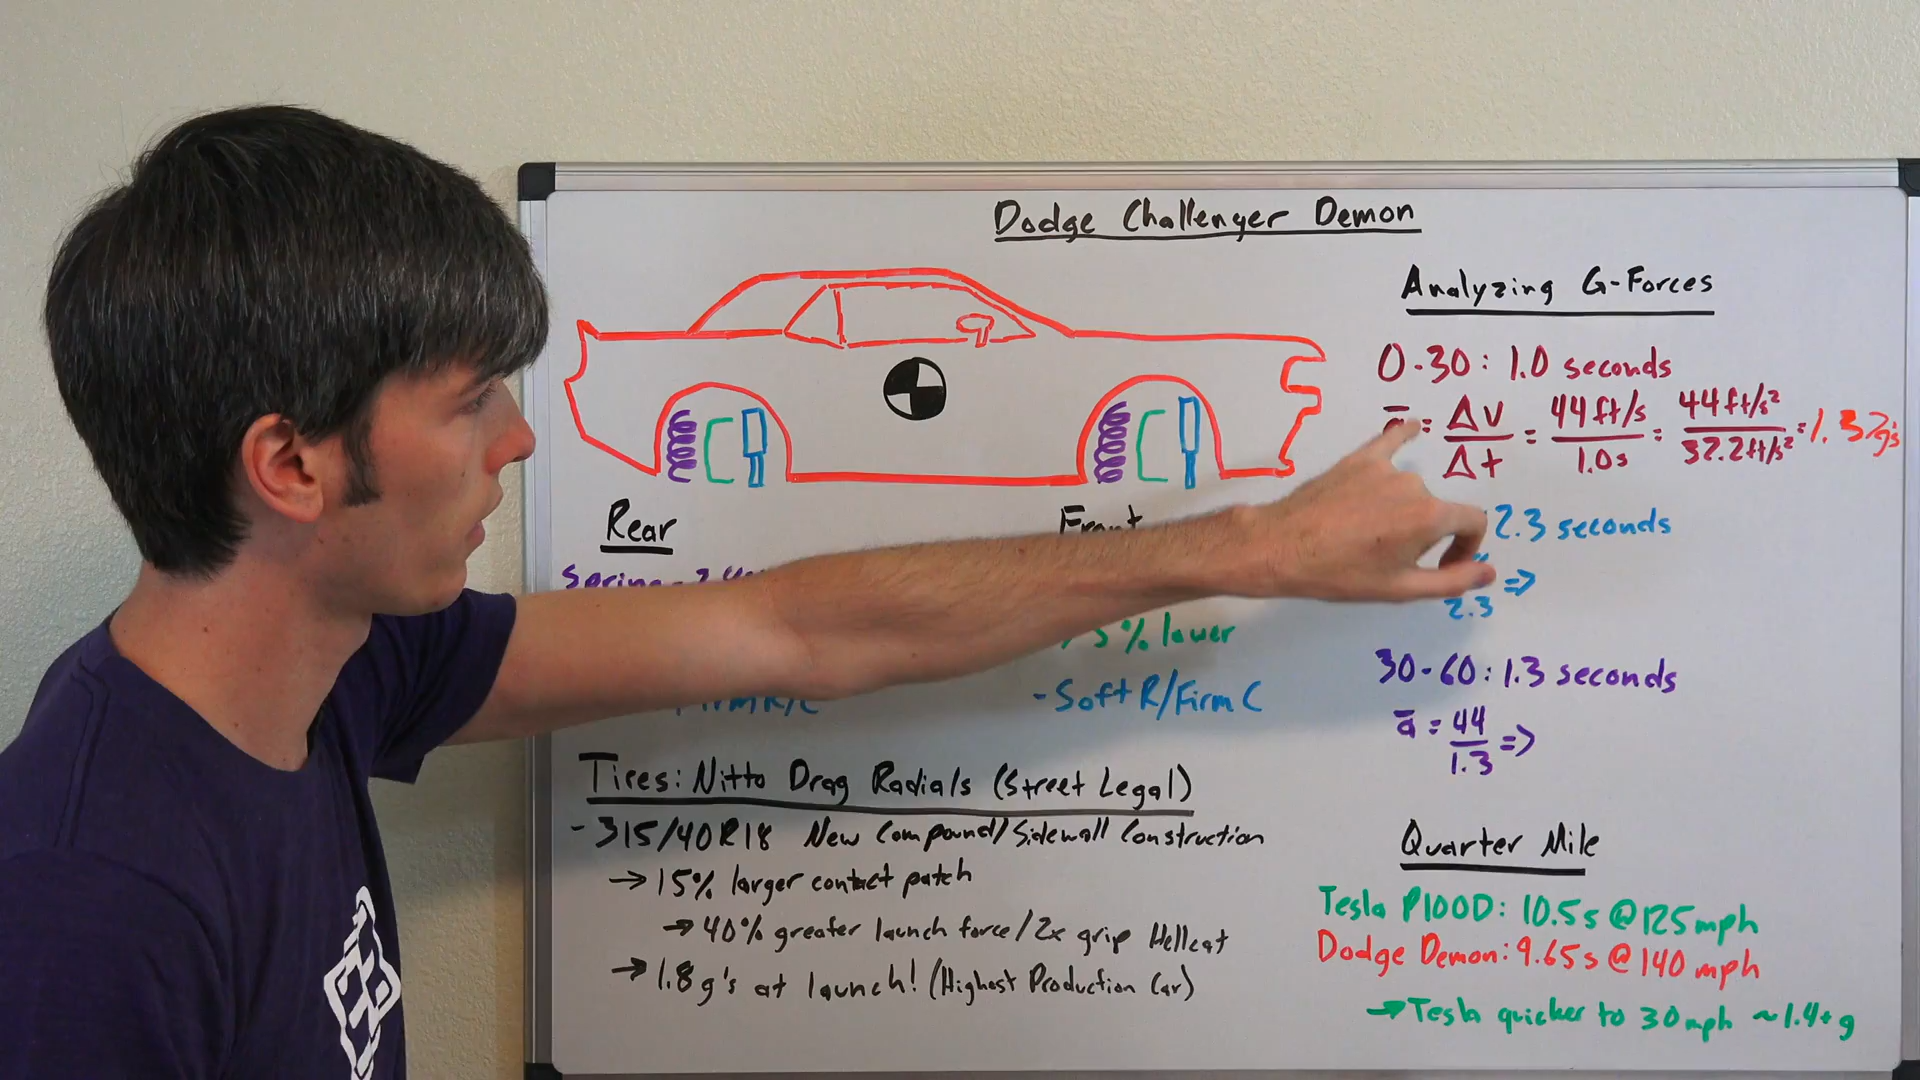 Dodge Challenger Demon
Rear
Front
5% lower
- Soft R/Firm C
Tires: Nitto Drag Radials (Street Legal)
- 315/40R18 New Compound/Sidewall Construction
→ 15% larger contact patch
→ 40% greater launch force/2x grip Hellcat
→ 1.8 g's at launch! (Highest Production Car)
Analyzing G-Forces
0-30: 1.0 seconds
= Δv/Δt = 44 ft/s/1.0s = 44 ft/s²/32.2 ft/s² = 1.37g's
2.3 seconds
2.3 =>
30-60: 1.3 seconds
ā = 44/1.3 =>
Quarter Mile
Tesla P100D: 10.5s @ 125 mph
Dodge Demon: 9.65s @ 140 mph
→ Tesla quicker to 30 mph ~1.4+ g